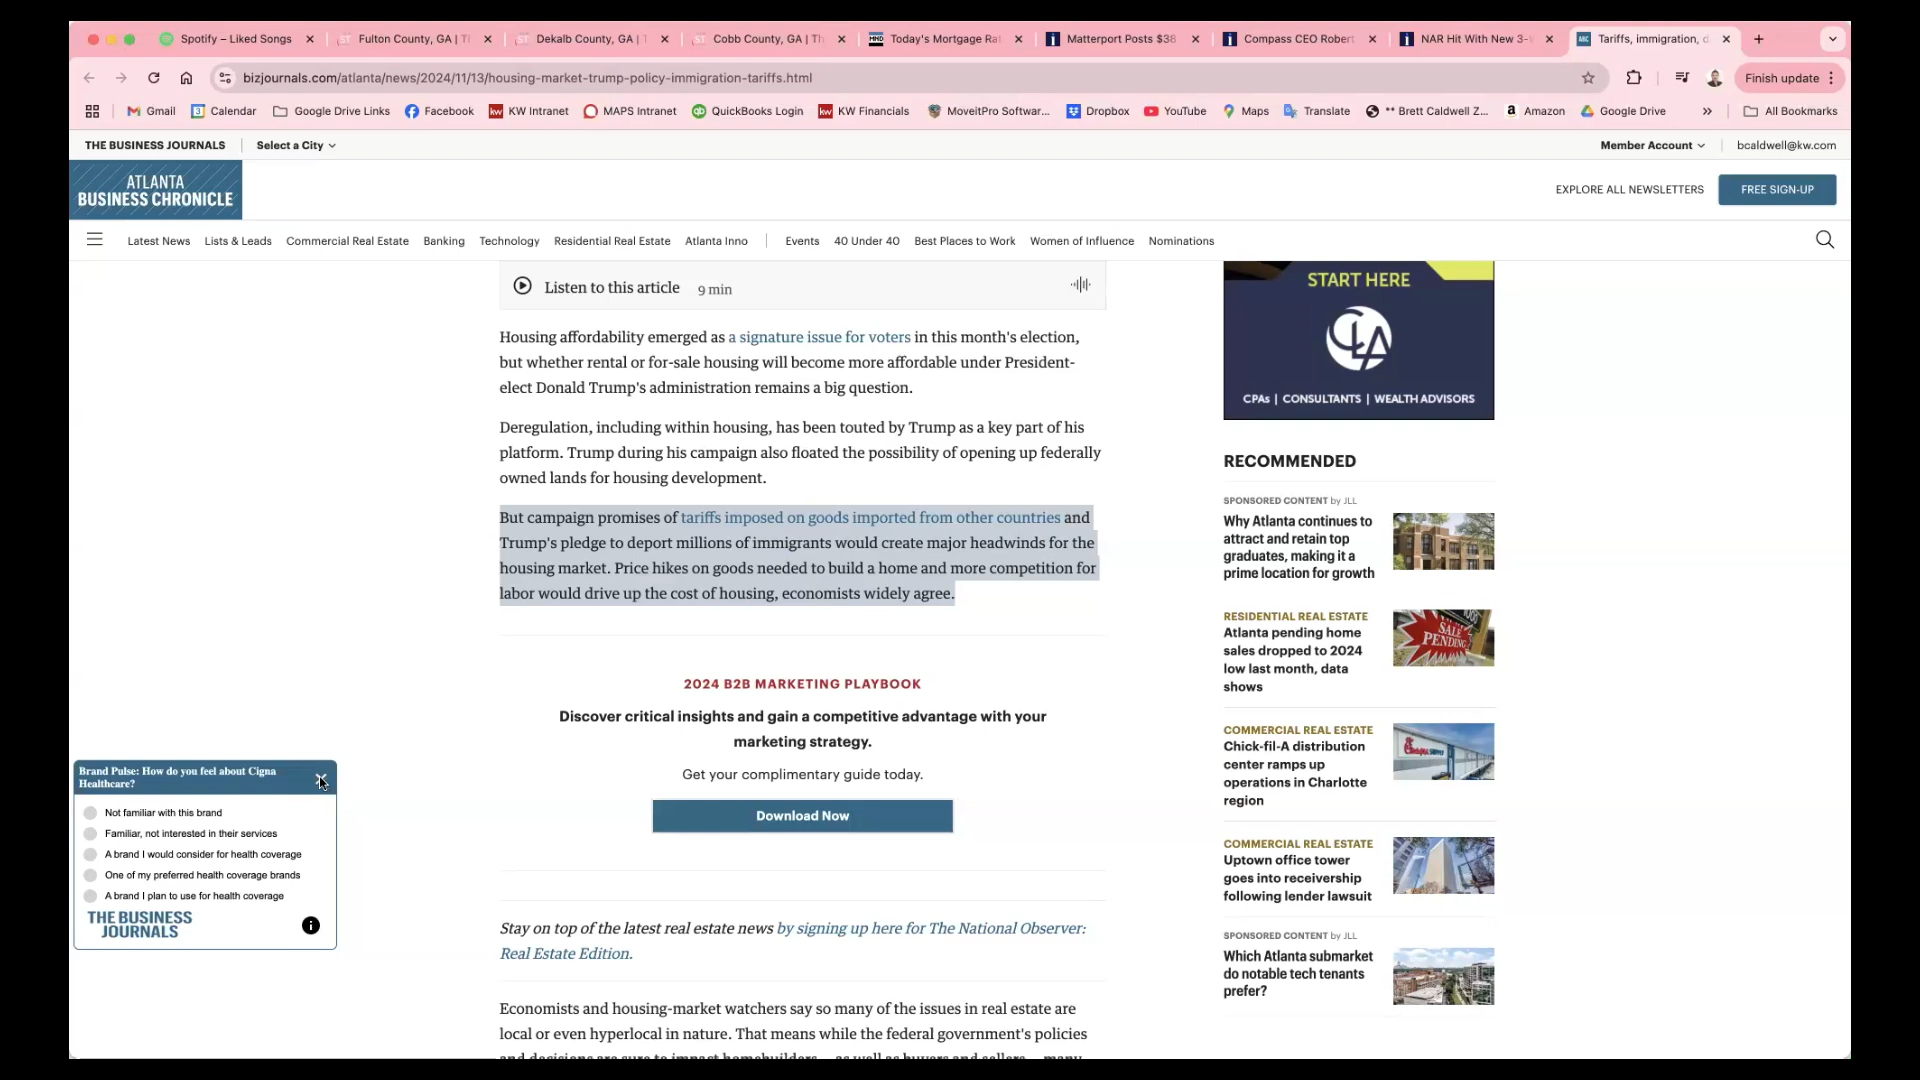 Spotify – Liked Songs
Fulton County, GA | T
Dekalb County, GA | T
Cobb County, GA | Th
MND Today's Mortgage Ra
Matterport Posts $38
Compass CEO Robert
NAR Hit With New 3-
Tariffs, immigration, d
bizjournals.com/atlanta/news/2024/11/13/housing-market-trump-policy-immigration-tariffs.html
Finish update
Gmail
Calendar
Google Drive Links
Facebook
kw KW Intranet
MAPS Intranet
QuickBooks Login
kw KW Financials
MoveitPro Softwar...
Dropbox
YouTube
Maps
Translate
** Brett Caldwell Z...
Amazon
Google Drive
All Bookmarks
THE BUSINESS JOURNALS
Select a City
Member Account
bcaldwell@kw.com
ATLANTA
BUSINESS CHRONICLE
EXPLORE ALL NEWSLETTERS
FREE SIGN-UP
Latest News
Lists & Leads
Commercial Real Estate
Banking
Technology
Residential Real Estate
Atlanta Inno
Events
40 Under 40
Best Places to Work
Women of Influence
Nominations
Listen to this article 9 min
Housing affordability emerged as a signature issue for voters in this month's election,
but whether rental or for-sale housing will become more affordable under President-
elect Donald Trump's administration remains a big question.
Deregulation, including within housing, has been touted by Trump as a key part of his
platform. Trump during his campaign also floated the possibility of opening up federally
owned lands for housing development.
But campaign promises of tariffs imposed on goods imported from other countries and
Trump's pledge to deport millions of immigrants would create major headwinds for the
housing market. Price hikes on goods needed to build a home and more competition for
labor would drive up the cost of housing, economists widely agree.
2024 B2B MARKETING PLAYBOOK
Discover critical insights and gain a competitive advantage with your
marketing strategy.
Get your complimentary guide today.
Download Now
Stay on top of the latest real estate news by signing up here for The National Observer:
Real Estate Edition.
Economists and housing-market watchers say so many of the issues in real estate are
local or even hyperlocal in nature. That means while the federal government's policies
and decisions are sure to impact homebuilders — as well as buyers and sellers — many
START HERE
CLA
CPAs | CONSULTANTS | WEALTH ADVISORS
RECOMMENDED
SPONSORED CONTENT by JLL
Why Atlanta continues to
attract and retain top
graduates, making it a
prime location for growth
RESIDENTIAL REAL ESTATE
Atlanta pending home
sales dropped to 2024
low last month, data
shows
SALE
PENDING
COMMERCIAL REAL ESTATE
Chick-fil-A distribution
center ramps up
operations in Charlotte
region
COMMERCIAL REAL ESTATE
Uptown office tower
goes into receivership
following lender lawsuit
SPONSORED CONTENT by JLL
Which Atlanta submarket
do notable tech tenants
prefer?
Brand Pulse: How do you feel about Cigna
Healthcare?
Not familiar with this brand
Familiar, not interested in their services
A brand I would consider for health coverage
One of my preferred health coverage brands
A brand I plan to use for health coverage
THE BUSINESS
JOURNALS